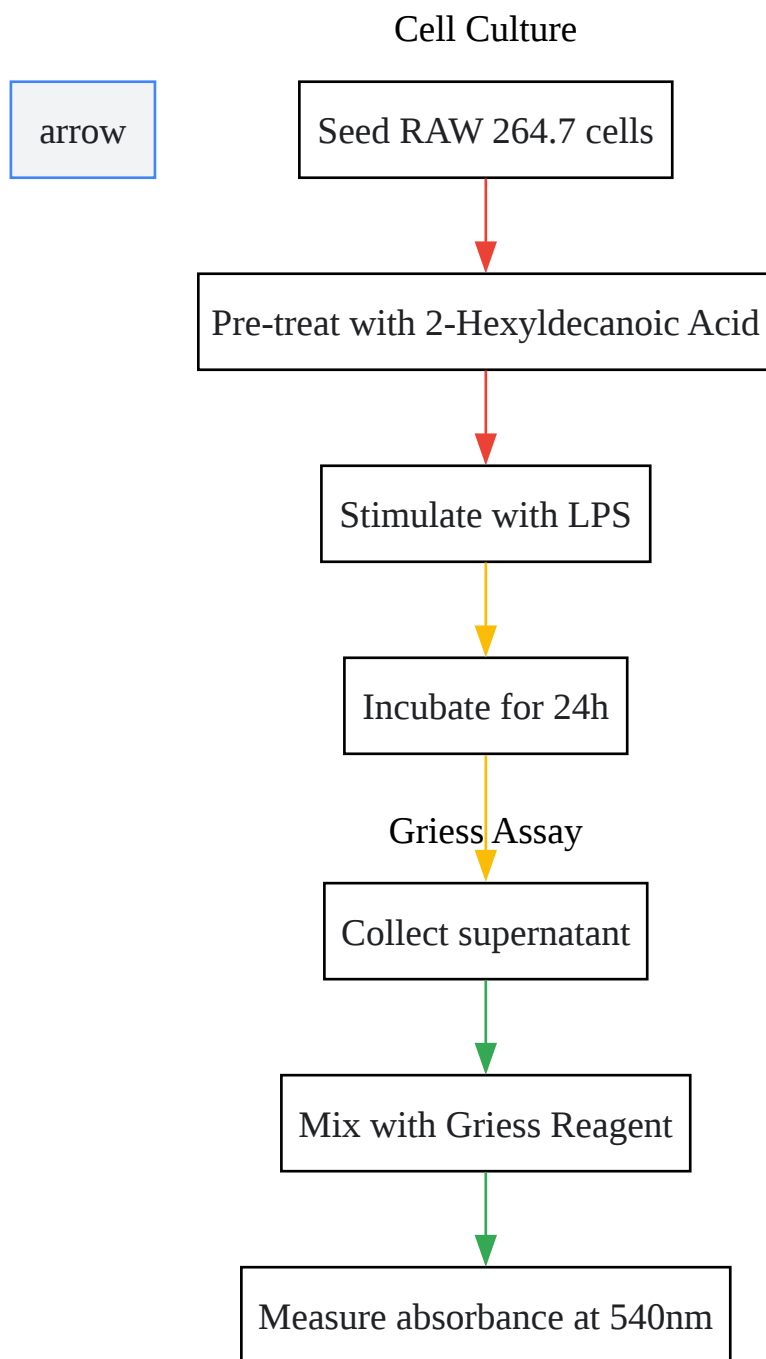 Cell Culture
arrow
Seed RAW 264.7 cells
Pre-treat with 2-Hexyldecanoic Acid
Stimulate with LPS
Incubate for 24h
Griess Assay
Collect supernatant
Mix with Griess Reagent
Measure absorbance at 540nm